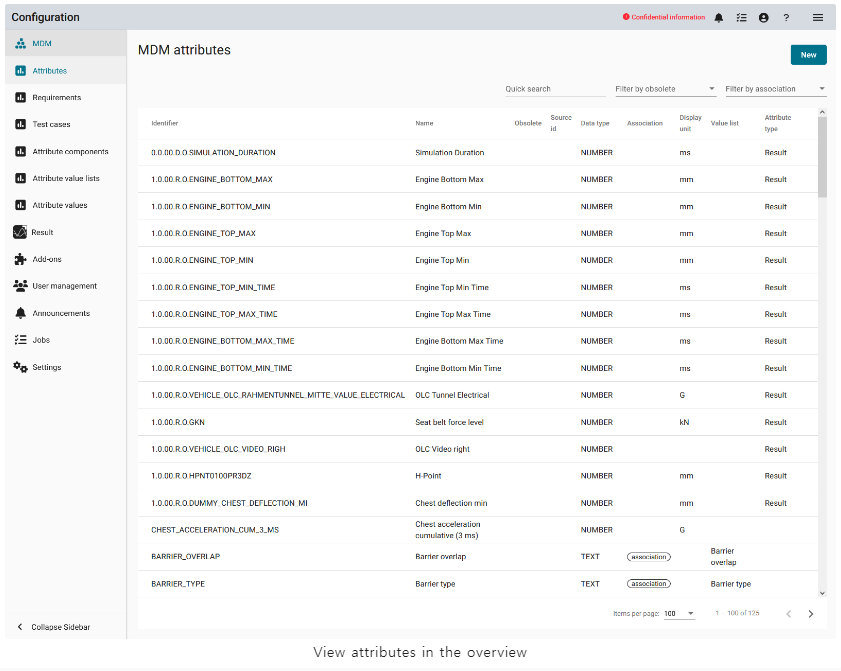 Configuration
Confidential information
?
MDM
Attributes
Requirements
Test cases
Attribute components
Attribute value lists
Attribute values
Result
Add-ons
User management
Announcements
Jobs
Settings
Collapse Sidebar
MDM attributes
New
Quick search Filter by obsolete Filter by association
Identifier Name Obsolete Source id Data type Association Display unit Value list Attribute type
0.0.00.D.O.SIMULATION_DURATION Simulation Duration NUMBER ms Result
1.0.00.R.O.ENGINE_BOTTOM_MAX Engine Bottom Max NUMBER mm Result
1.0.00.R.O.ENGINE_BOTTOM_MIN Engine Bottom Min NUMBER mm Result
1.0.00.R.O.ENGINE_TOP_MAX Engine Top Max NUMBER mm Result
1.0.00.R.O.ENGINE_TOP_MIN Engine Top Min NUMBER mm Result
1.0.00.R.O.ENGINE_TOP_MIN_TIME Engine Top Min Time NUMBER ms Result
1.0.00.R.O.ENGINE_TOP_MAX_TIME Engine Top Max Time NUMBER ms Result
1.0.00.R.O.ENGINE_BOTTOM_MAX_TIME Engine Bottom Max Time NUMBER ms Result
1.0.00.R.O.ENGINE_BOTTOM_MIN_TIME Engine Bottom Min Time NUMBER ms Result
1.0.00.R.O.VEHICLE_OLC_RAHMENTUNNEL_MITTE_VALUE_ELECTRICAL OLC Tunnel Electrical NUMBER G Result
1.0.00.R.O.GKN Seat belt force level NUMBER kN Result
1.0.00.R.O.VEHICLE_OLC_VIDEO_RIGH OLC Video right NUMBER Result
1.0.00.R.O.HPNT0100PR3DZ H-Point NUMBER mm Result
1.0.00.R.O.DUMMY_CHEST_DEFLECTION_MI Chest deflection min NUMBER mm Result
CHEST_ACCELERATION_CUM_3_MS Chest acceleration cumulative (3 ms) NUMBER G
BARRIER_OVERLAP Barrier overlap TEXT association Barrier overlap
BARRIER_TYPE Barrier type TEXT association Barrier type
Items per page: 100 1 – 100 of 125
View attributes in the overview